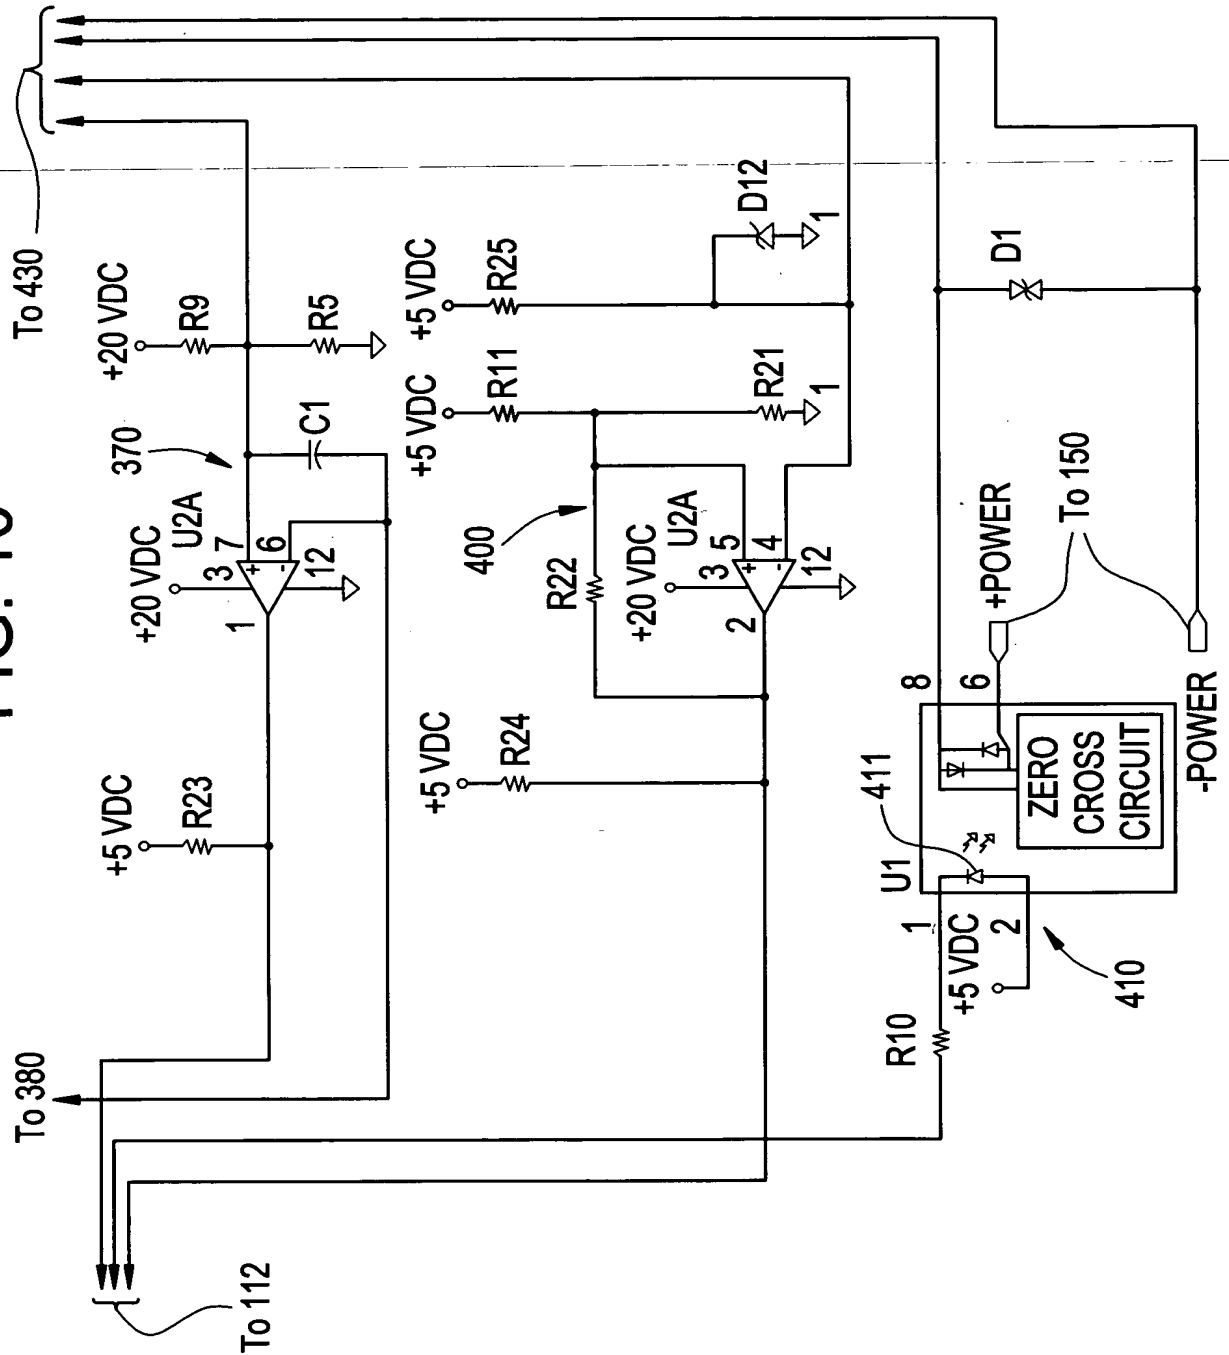 FIG. 10
To 430
+20 VDC
R9
R5
370
C1
+20 VDC
U2A
3
7
+
6
-
12
1
+5 VDC
R23
To 380
+5 VDC
R25
D12
1
+5 VDC
R11
R21
1
400
R22
+20 VDC
U2A
3
5
+
4
-
12
2
+5 VDC
R24
D1
To 150
+POWER
-POWER
8
6
411
ZERO
CROSS
CIRCUIT
U1
1
2
+5 VDC
410
R10
To 112